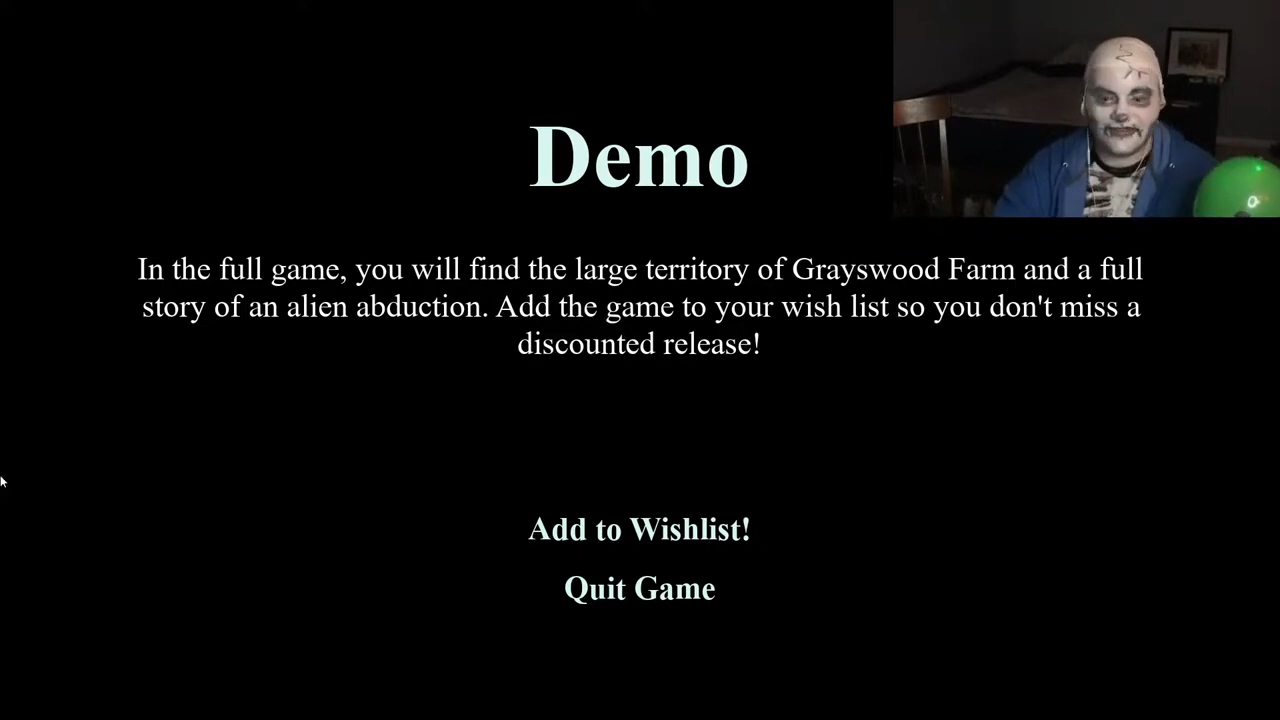 Demo
In the full game, you will find the large territory of Grayswood Farm and a full
story of an alien abduction. Add the game to your wish list so you don't miss a
discounted release!
Add to Wishlist!
Quit Game